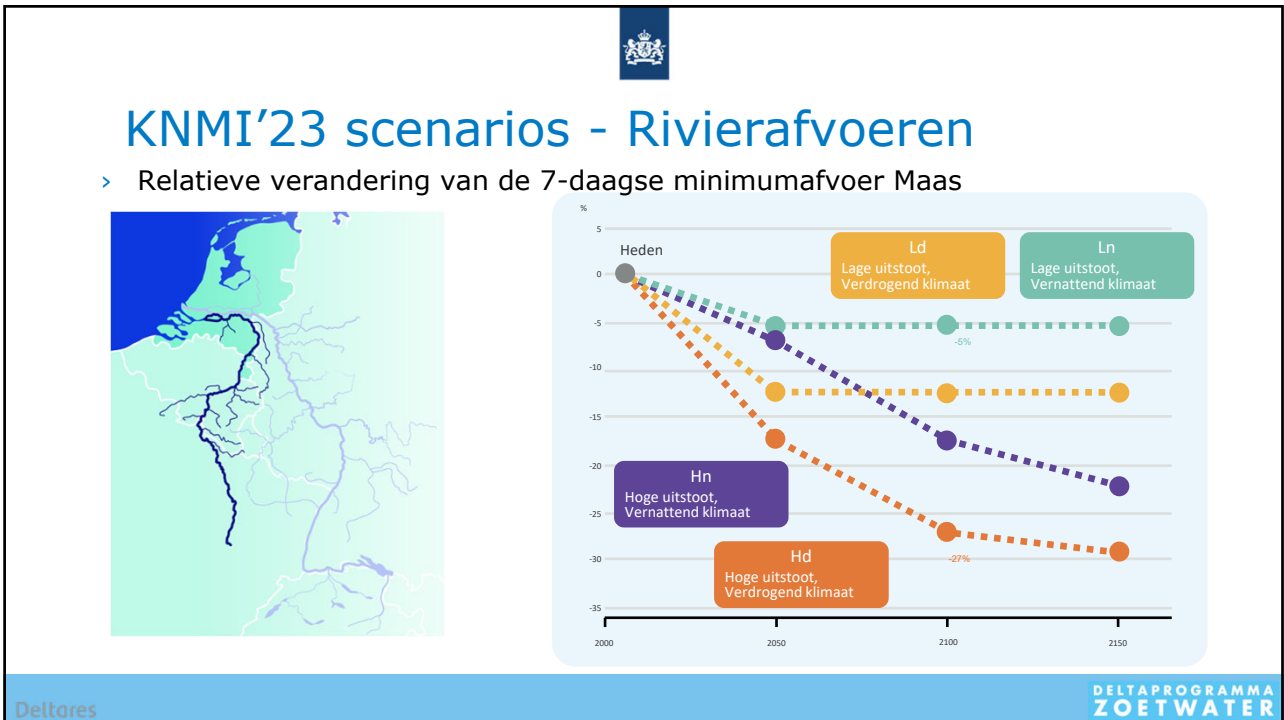 KNMI’23 scenarios - Rivierafvoeren
› Relatieve verandering van de 7-daagse minimumafvoer Maas
%
5
0
-5
-10
-15
-20
-25
-30
-35
2000
2050
2100
2150
Heden
Ld
Lage uitstoot,
Verdrogend klimaat
Ln
Lage uitstoot,
Vernattend klimaat
-5%
Hn
Hoge uitstoot,
Vernattend klimaat
Hd
Hoge uitstoot,
Verdrogend klimaat
-27%
Deltares
DELTAPROGRAMMA
ZOETWATER